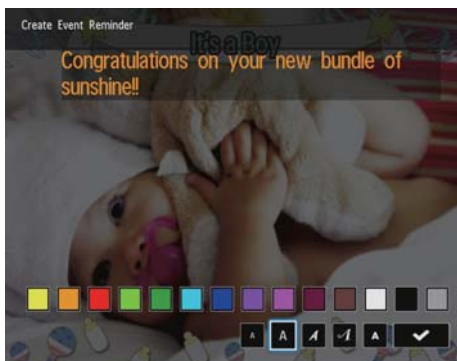 Create Event Reminder
It's a Boy
Congratulations on your new bundle of
sunshine!!
A A A A A